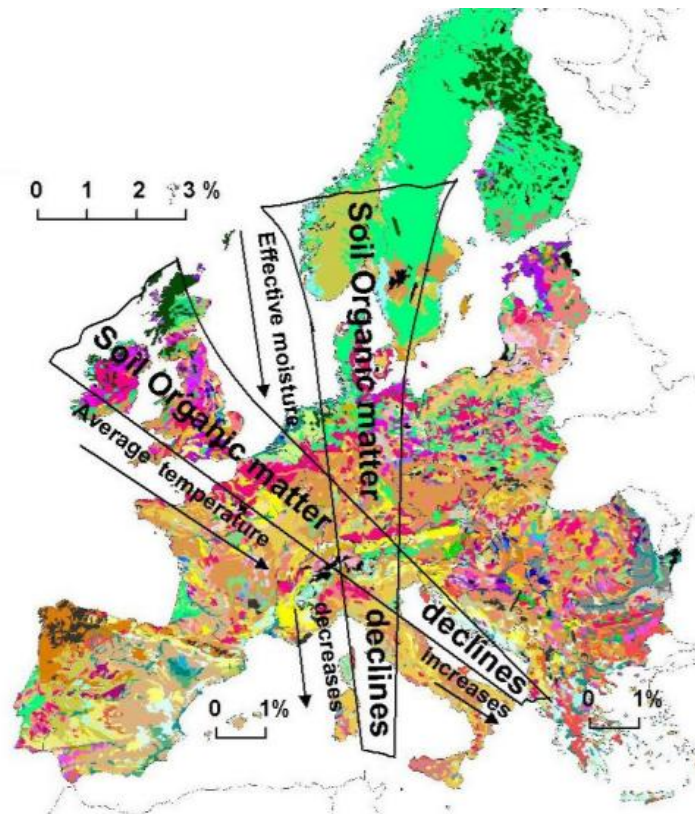 0 1 2 3 %
Effective moisture
decreases
Soil Organic matter
declines
Soil Organic matter
declines
Average temperature
increases
0 1%
0 1%